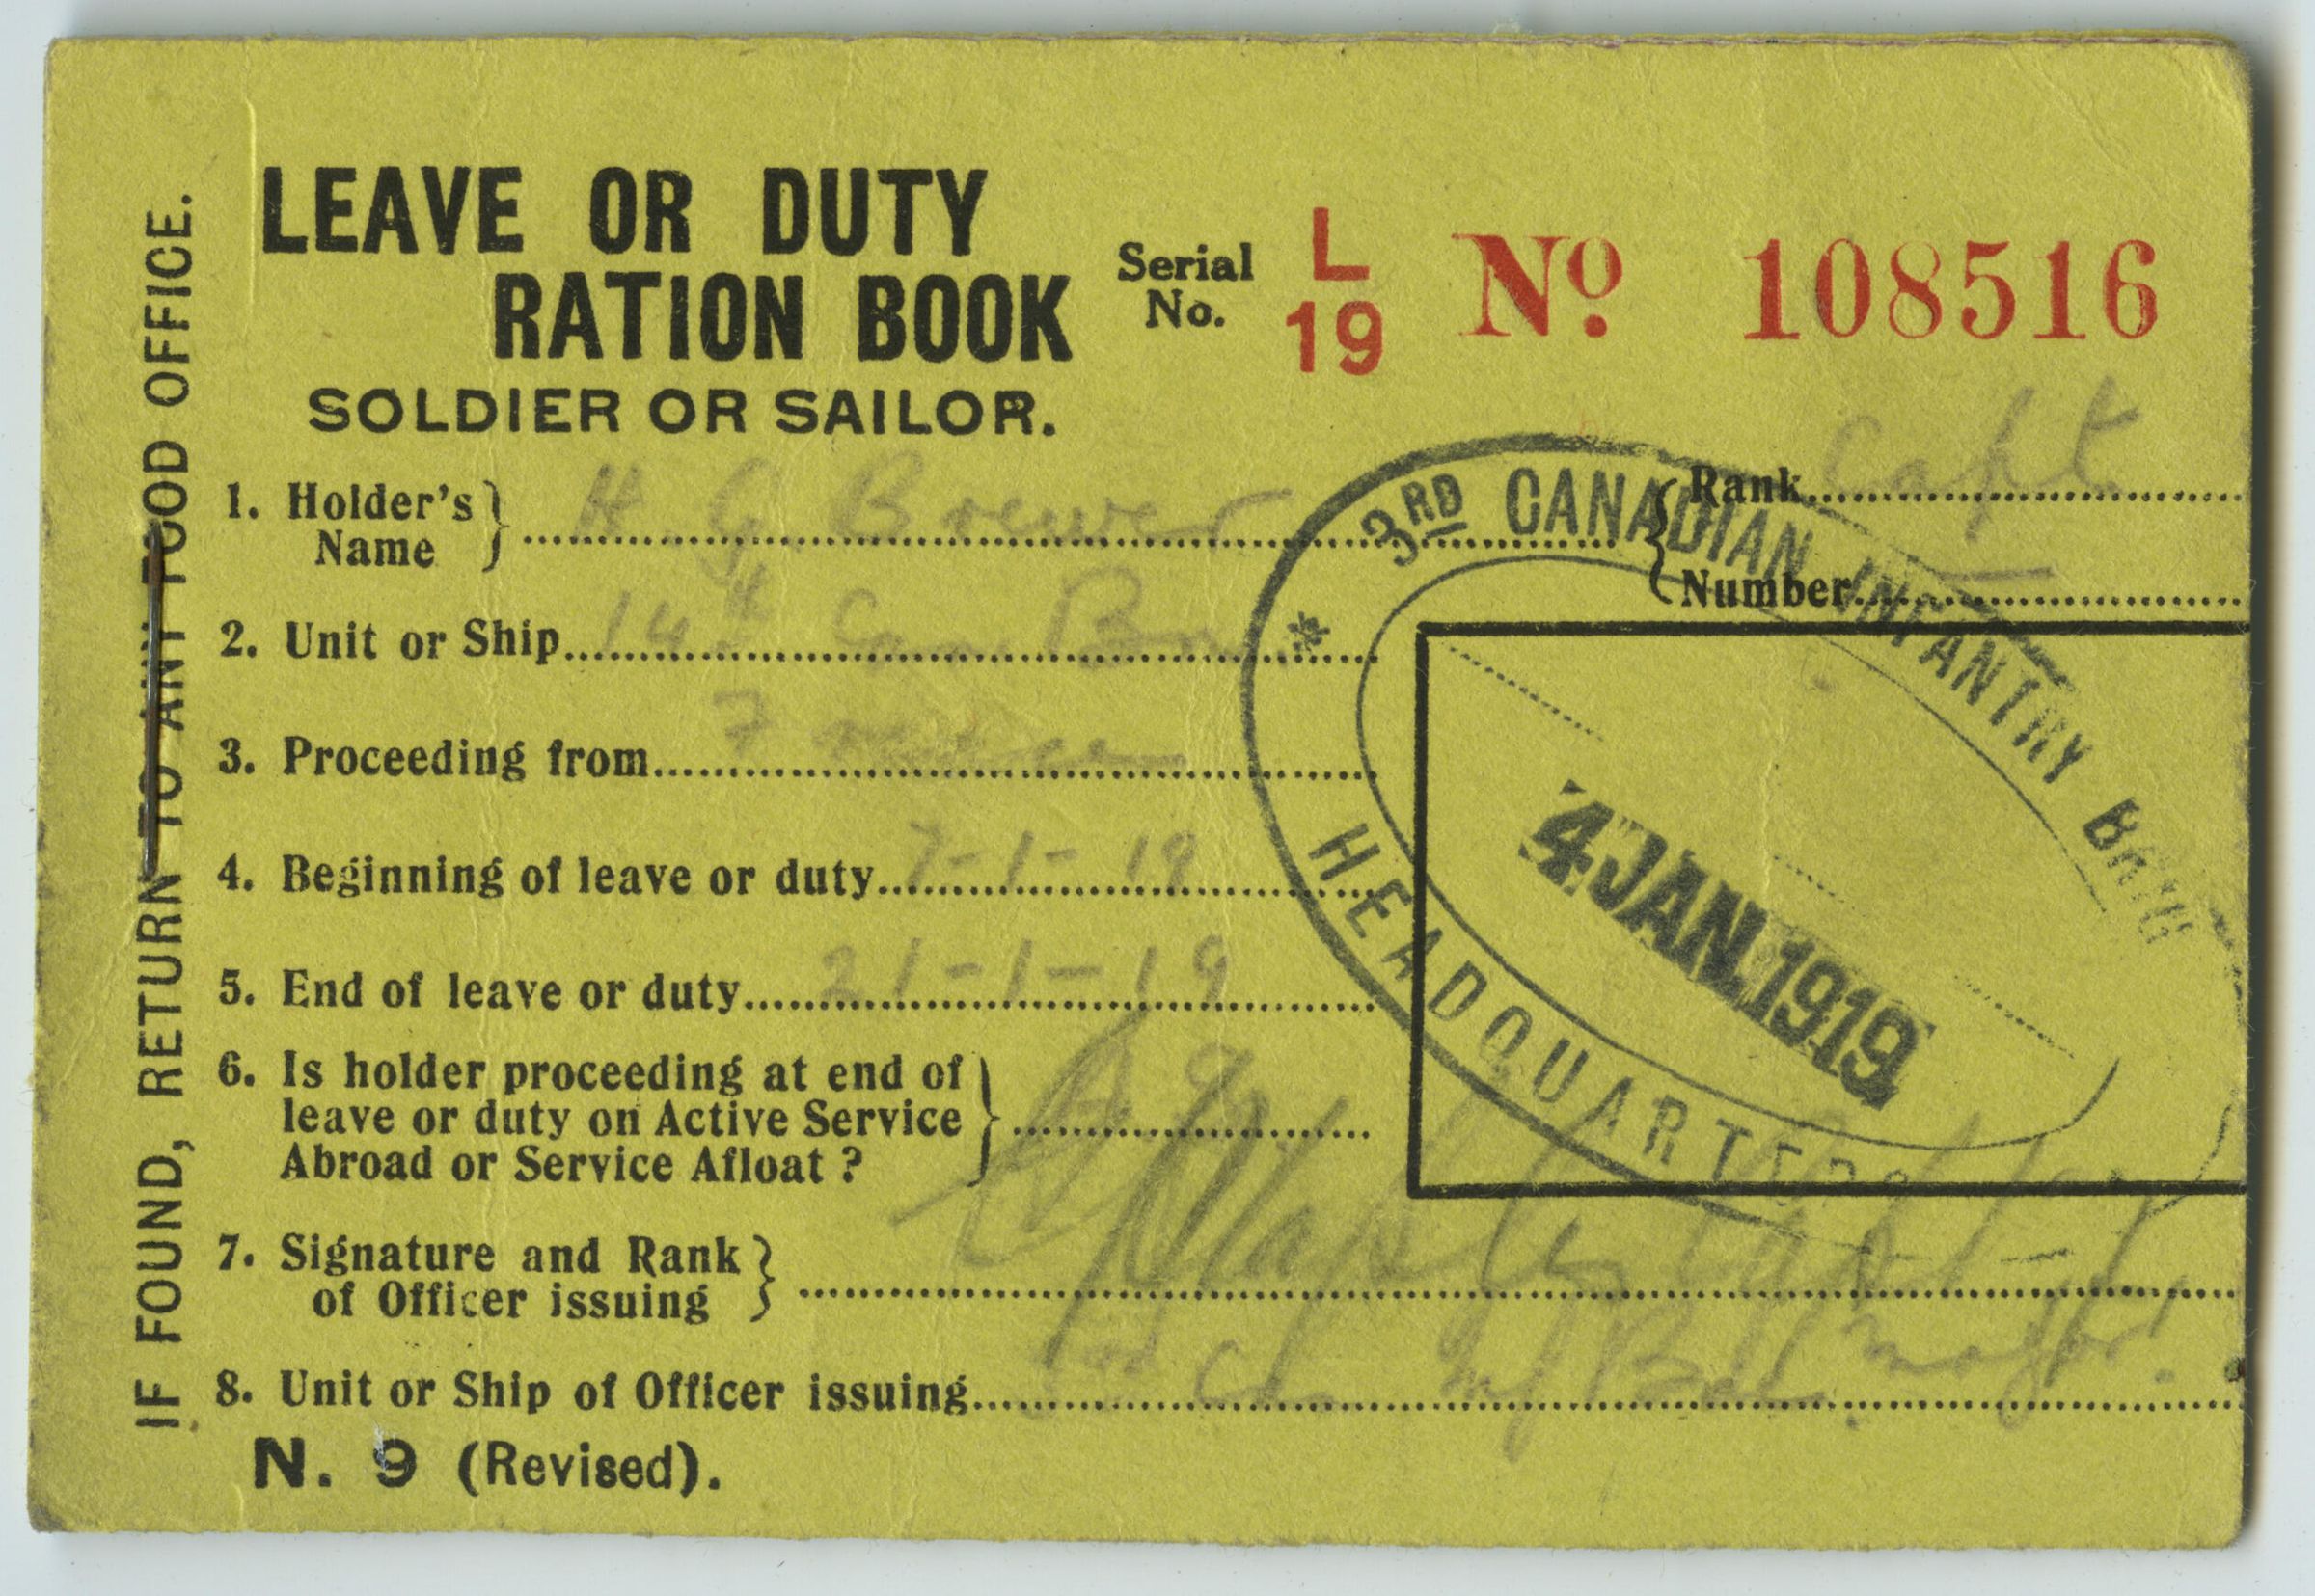 IF FOUND, RETURN TO ANY FOOD OFFICE.
LEAVE OR DUTY
RATION BOOK
SOLDIER OR SAILOR.
Serial No. L 19 Nº 108516
1. Holder's Name } H G Brewer
{ Rank Capt.
Number
2. Unit or Ship 14th Can Bn
3. Proceeding from France
4. Beginning of leave or duty 7-1-19
5. End of leave or duty 21-1-19
6. Is holder proceeding at end of
leave or duty on Active Service
Abroad or Service Afloat ?
7. Signature and Rank
of Officer issuing
Capt
major
8. Unit or Ship of Officer issuing
N. 9 (Revised).
* 3RD CANADIAN INFANTRY
4 JAN. 1919
HEADQUARTERS